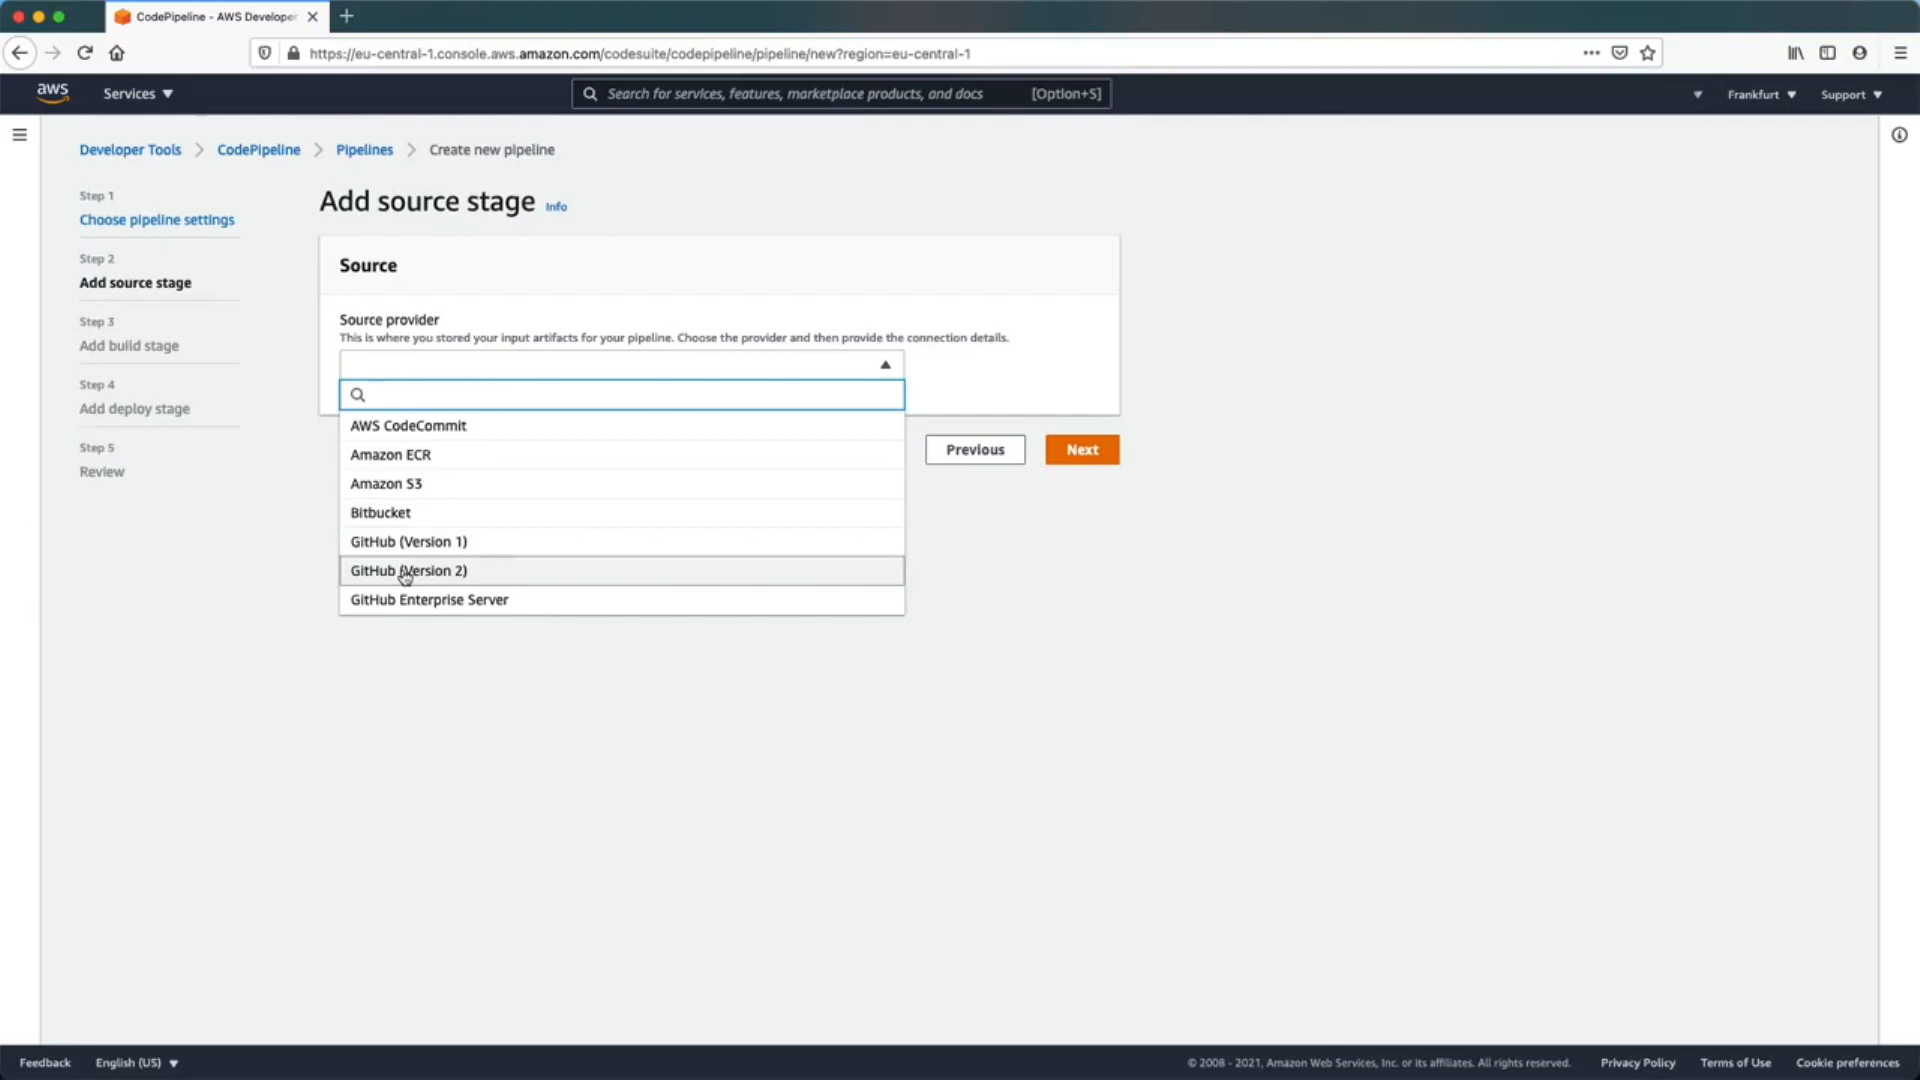 CodePipeline - AWS Developer
https://eu-central-1.console.aws.amazon.com/codesuite/codepipeline/pipeline/new?region=eu-central-1
aws
Services
Search for services, features, marketplace products, and docs
[Option+S]
Frankfurt
Support
Developer Tools
CodePipeline
Pipelines
Create new pipeline
Step 1
Choose pipeline settings
Step 2
Add source stage
Step 3
Add build stage
Step 4
Add deploy stage
Step 5
Review
Add source stage
Info
Source
Source provider
This is where you stored your input artifacts for your pipeline. Choose the provider and then provide the connection details.
AWS CodeCommit
Amazon ECR
Amazon S3
Bitbucket
GitHub (Version 1)
GitHub (Version 2)
GitHub Enterprise Server
Previous
Next
Feedback
English (US)
© 2008 - 2021, Amazon Web Services, Inc. or its affiliates. All rights reserved.
Privacy Policy
Terms of Use
Cookie preferences